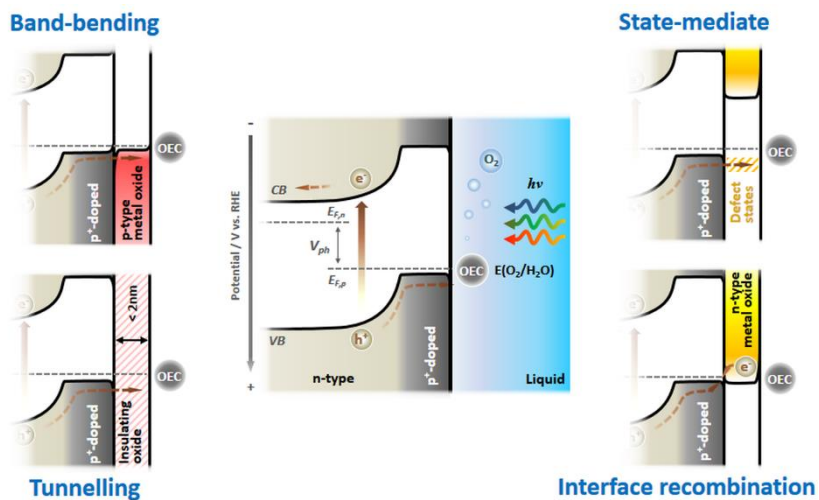 Band-bending
e⁻
OEC
h⁺
p⁺-doped
p-type
metal oxide
State-mediate
e⁻
OEC
h⁺
p⁺-doped
Defect
states
Potential / V vs. RHE
-
+
CB
e⁻
E_F,n
V_ph
E_F,p
VB
h⁺
n-type
p⁺-doped
O₂
hν
OEC
E(O₂/H₂O)
Liquid
< 2nm
e⁻
OEC
h⁺
p⁺-doped
Insulating
oxide
Tunnelling
n-type
metal oxide
e⁻
e⁻
OEC
h⁺
p⁺-doped
Interface recombination